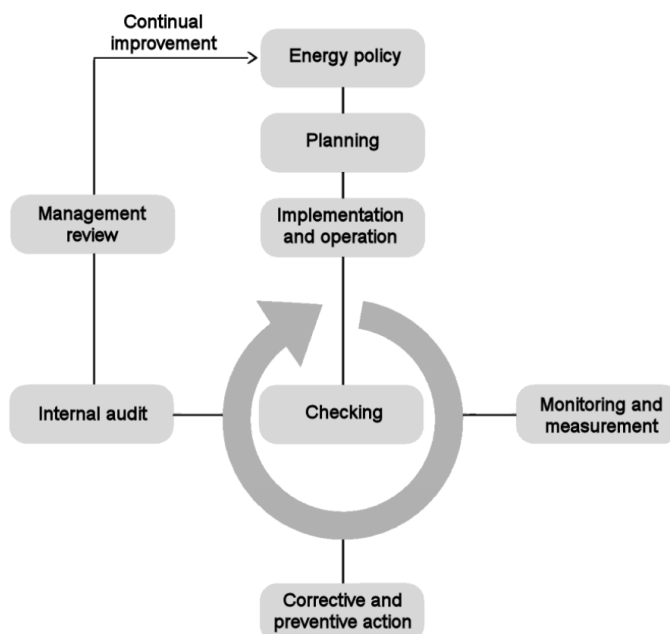 Continual
improvement
Energy policy
Planning
Management
review
Implementation
and operation
Internal audit
Checking
Monitoring and
measurement
Corrective and
preventive action